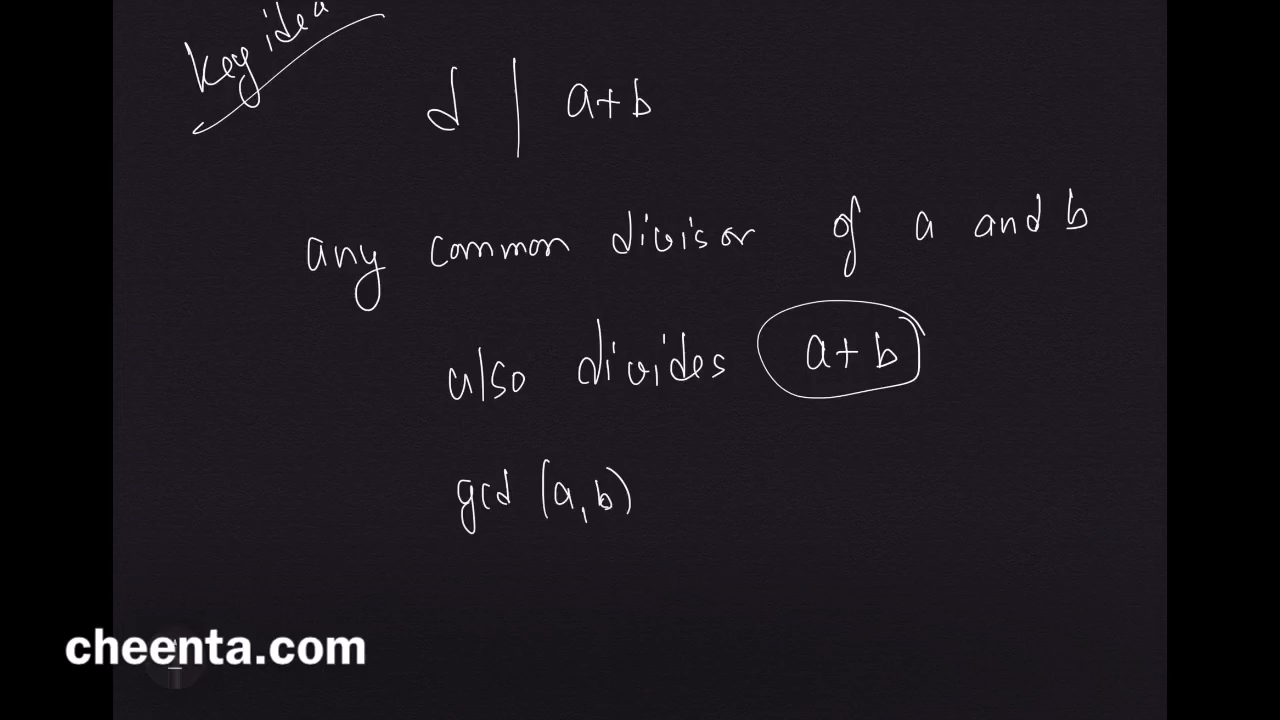 Key idea
d | a+b
any common divisor of a and b
also divides a+b
gcd (a,b)
cheenta.com